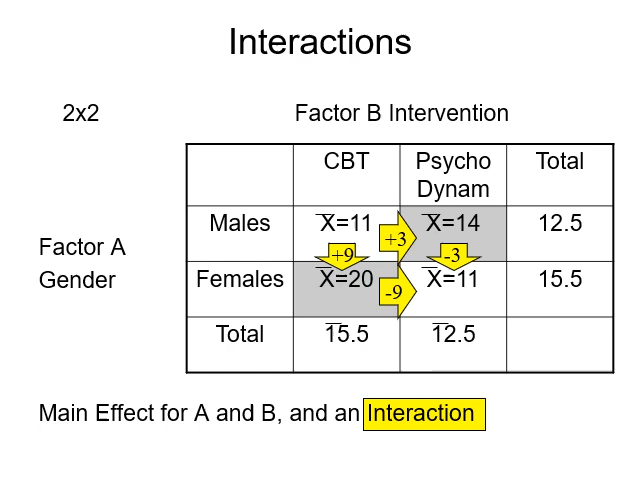 Interactions
2x2 Factor B Intervention
CBT Psycho Dynam Total
Males X̅=11 +3 X̅=14 12.5
+9 -3
Factor A
Gender
Females X̅=20 -9 X̅=11 15.5
Total 15.5 12.5
Main Effect for A and B, and an Interaction